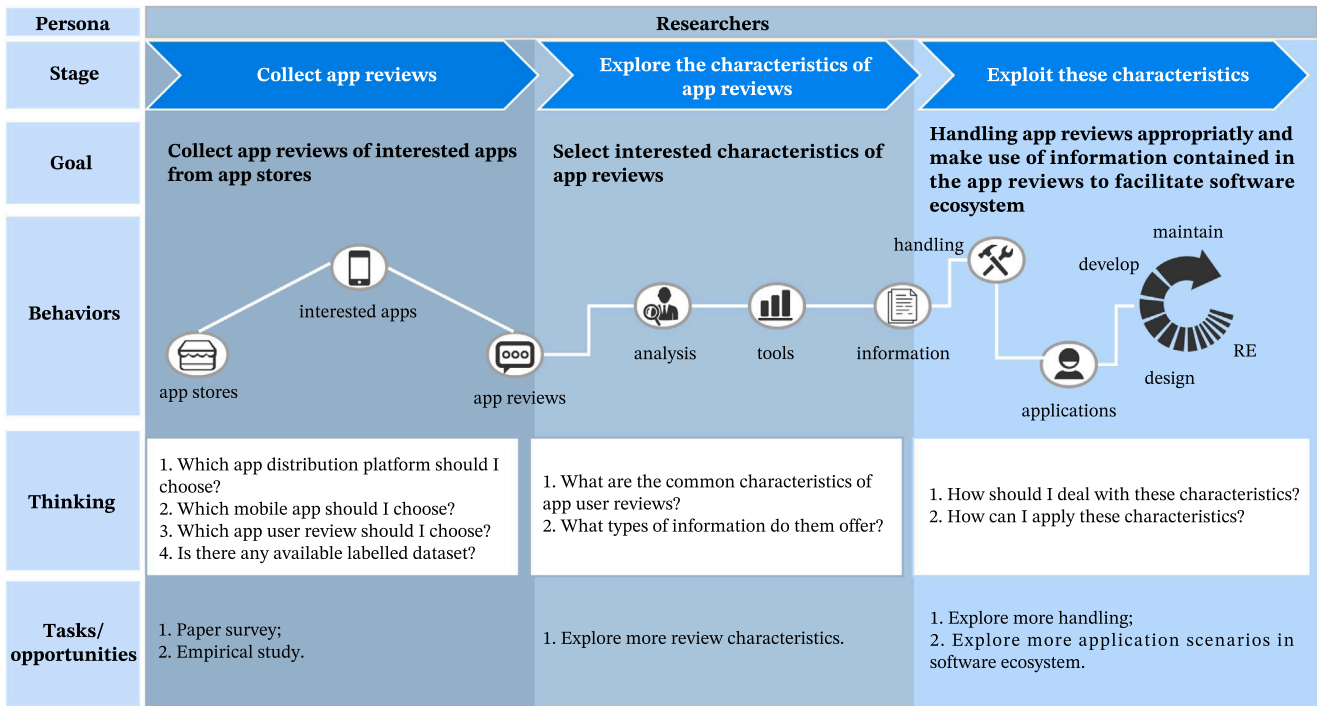 Persona
Researchers
Stage
Collect app reviews
Explore the characteristics of
app reviews
Exploit these characteristics
Goal
Collect app reviews of interested apps
from app stores
Select interested characteristics of
app reviews
Handling app reviews appropriatly and
make use of information contained in
the app reviews to facilitate software
ecosystem
Behaviors
app stores
interested apps
app reviews
analysis
tools
information
handling
applications
maintain
develop
RE
design
Thinking
1. Which app distribution platform should I
choose?
2. Which mobile app should I choose?
3. Which app user review should I choose?
4. Is there any available labelled dataset?
1. What are the common characteristics of
app user reviews?
2. What types of information do them offer?
1. How should I deal with these characteristics?
2. How can I apply these characteristics?
Tasks/
opportunities
1. Paper survey;
2. Empirical study.
1. Explore more review characteristics.
1. Explore more handling;
2. Explore more application scenarios in
software ecosystem.